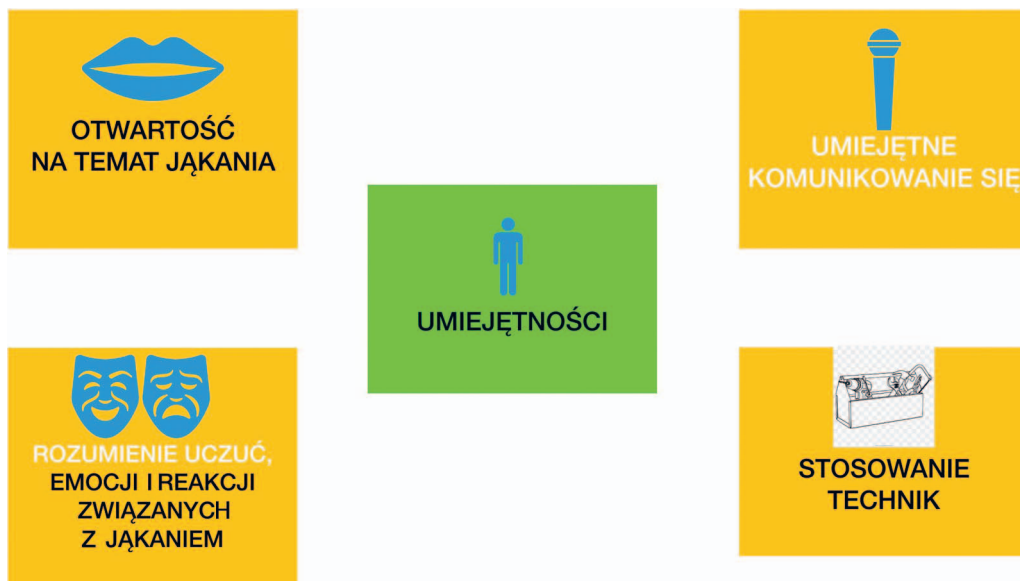 OTWARTOŚĆ
NA TEMAT JĄKANIA
UMIEJĘTNE
KOMUNIKOWANIE SIĘ
UMIEJĘTNOŚCI
ROZUMIENIE UCZUĆ,
EMOCJI I REAKCJI
ZWIĄZANYCH
Z JĄKANIEM
STOSOWANIE
TECHNIK